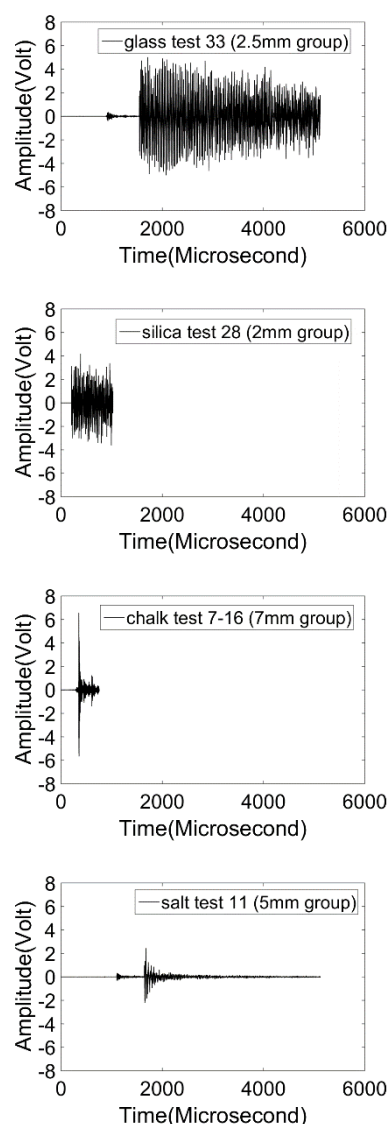 8
6
4
2
0
-2
-4
-6
-8
Amplitude(Volt)
glass test 33 (2.5mm group)
0 2000 4000 6000
Time(Microsecond)
8
6
4
2
0
-2
-4
-6
-8
Amplitude(Volt)
silica test 28 (2mm group)
0 2000 4000 6000
Time(Microsecond)
8
6
4
2
0
-2
-4
-6
-8
Amplitude(Volt)
chalk test 7-16 (7mm group)
0 2000 4000 6000
Time(Microsecond)
8
6
4
2
0
-2
-4
-6
-8
Amplitude(Volt)
salt test 11 (5mm group)
0 2000 4000 6000
Time(Microsecond)